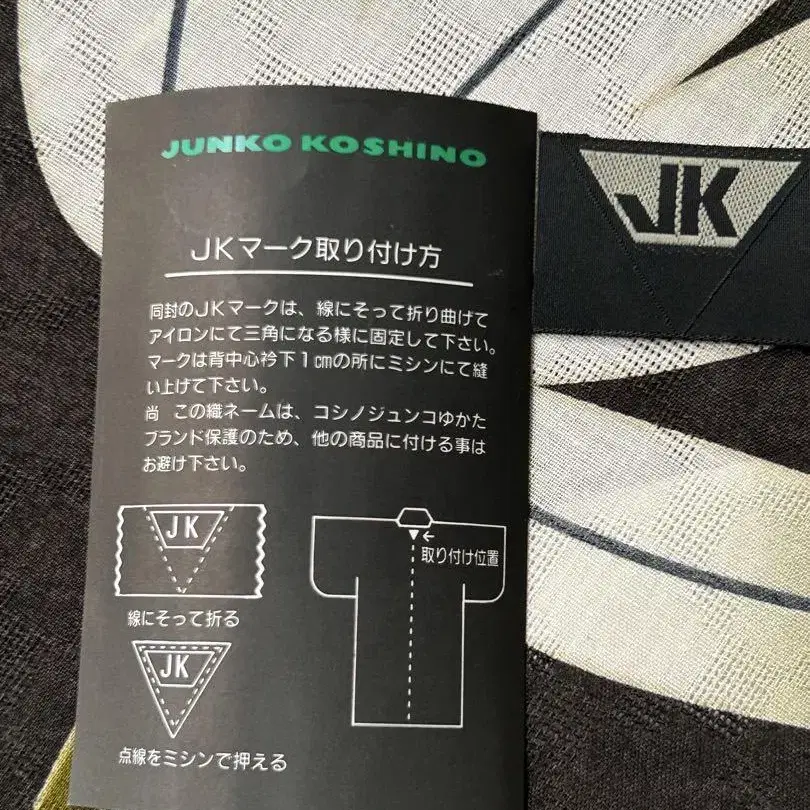 JUNKO KOSHINO
JK
JKマーク取り付け方
同封のJKマークは、線にそって折り曲げて
アイロンにて三角になる様に固定して下さい。
マークは背中心衿下1cmの所にミシンにて縫
い上げて下さい。
尚 この織ネームは、コシノジュンコゆかた
ブランド保護のため、他の商品に付ける事は
お避け下さい。
JK
取り付け位置
線にそって折る
JK
点線をミシンで押える